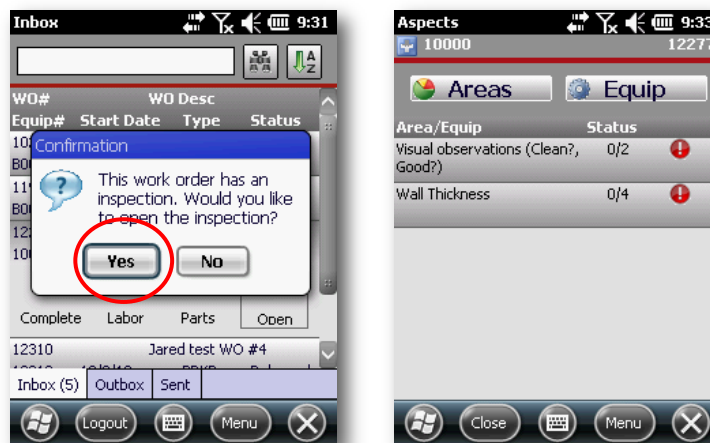 Inbox 9:31
WO# WO Desc
Equip# Start Date Type Status
Confirmation
This work order has an
inspection. Would you like
to open the inspection?
Yes No
Complete Labor Parts Open
12310 Jared test WO #4
Inbox (5) Outbox Sent
Logout Menu
Aspects 9:33
10000 12277
Areas Equip
Area/Equip Status
Visual observations (Clean?, 0/2
Good?)
Wall Thickness 0/4
Close Menu